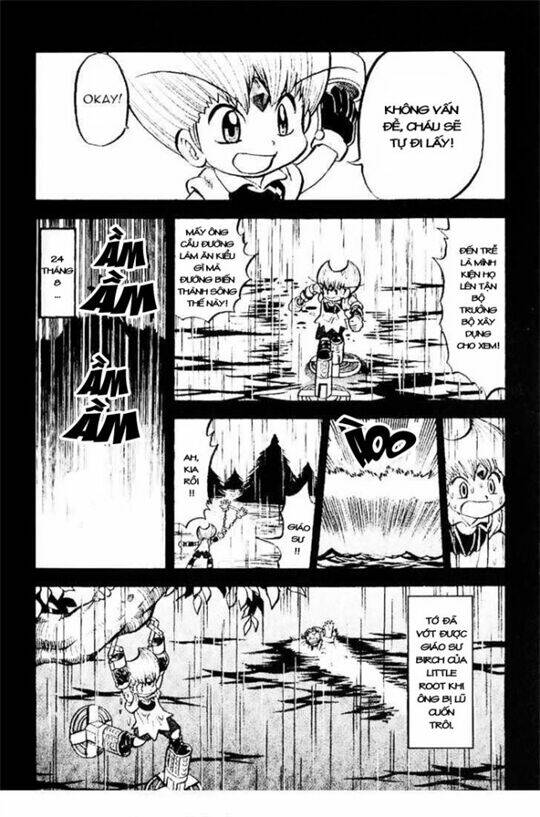 KHÔNG VẤN
ĐỀ, CHÁU SẼ
TỰ ĐI LẤY!
OKAY!
ĐẾN TRỄ
LÀ MÌNH
KIỆN HỌ
LÊN TẬN
BỘ
TRƯỞNG
BỘ XÂY
DỰNG
CHO XEM!
MẤY ÔNG
CẦU ĐƯỜNG
LÀM ĂN KIỂU
GÌ MÀ
ĐƯỜNG BIẾN
THÀNH SÔNG
THẾ NÀY!
ẦM
ẦM
ẦM
ẦM
24
THÁNG
8
...
ÀOO
GIÁO
SƯ
!!
AH,
KIA
RỒI
!!
TỚ ĐÃ
VỚT ĐƯỢC
GIÁO SƯ
BIRCH CỦA
LITTLE
ROOT KHI
ÔNG BỊ LŨ
CUỐN
TRÔI.